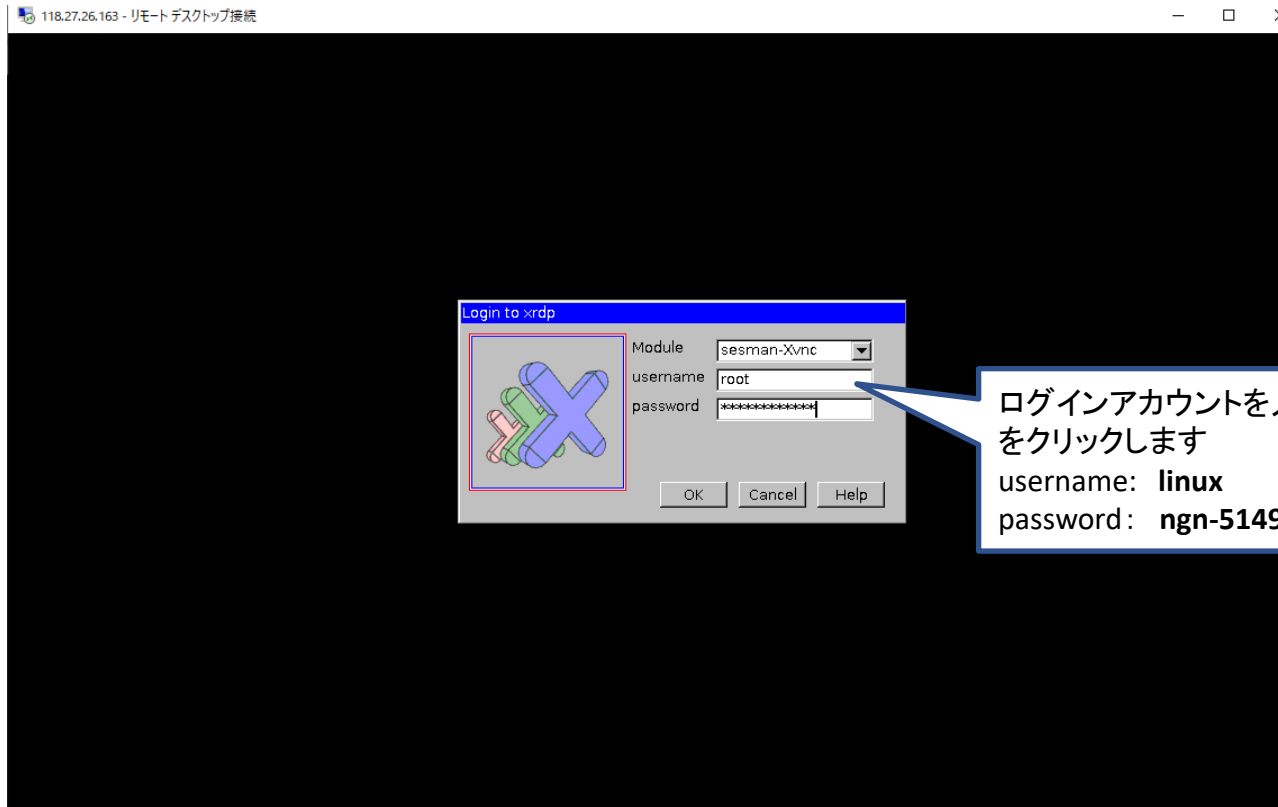 118.27.26.163 - リモート デスクトップ接続
Login to xrdp
Module sesman-Xvnc
username root
password *************
OK Cancel Help
ログインアカウントを
をクリックします
username: linux
password： ngn-5149